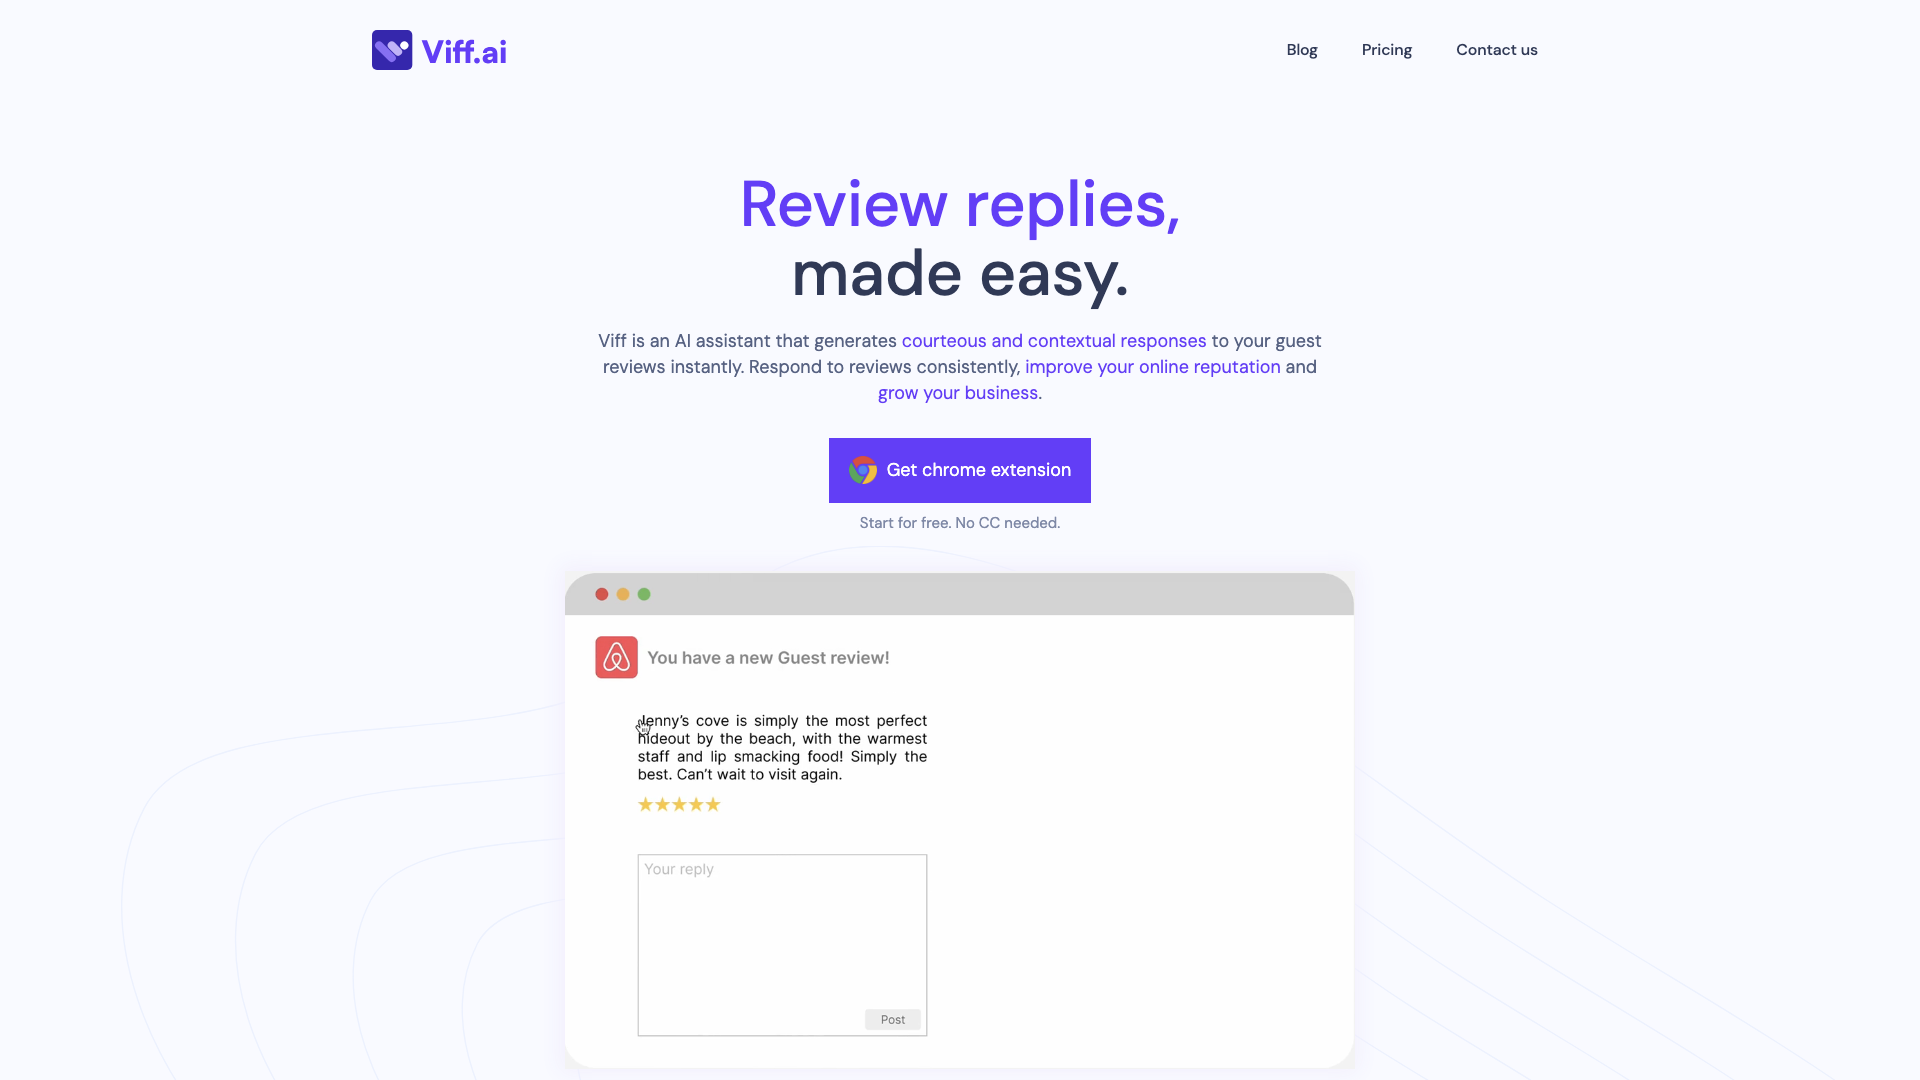 Viff.ai
Blog
Pricing
Contact us
Review replies,
made easy.
Viff is an AI assistant that generates courteous and contextual responses to your guest
reviews instantly. Respond to reviews consistently, improve your online reputation and
grow your business.
Get chrome extension
Start for free. No CC needed.
You have a new Guest review!
Jenny’s cove is simply the most perfect
hideout by the beach, with the warmest
staff and lip smacking food! Simply the
best. Can’t wait to visit again.
Your reply
Post